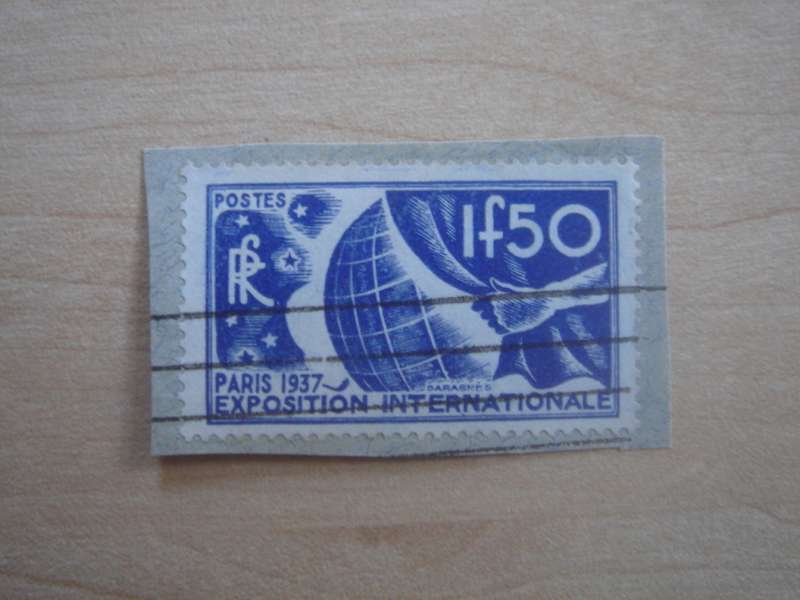 POSTES
1f50
RF
PARIS 1937
EXPOSITION INTERNATIONALE